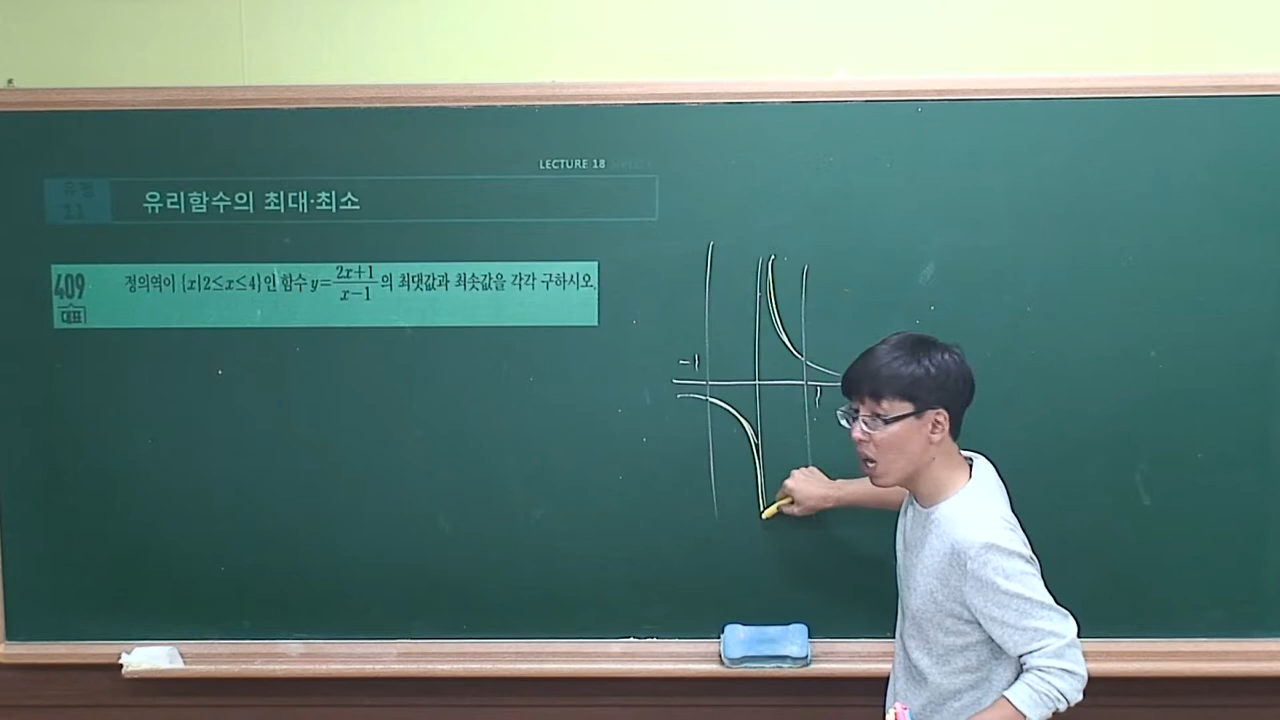 LECTURE 18
유형
11
유리함수의 최대·최소
409
대표
정의역이 {x|2≤x≤4}인 함수 y=\frac{2x+1}{x-1}의 최댓값과 최솟값을 각각 구하시오.
-1
1